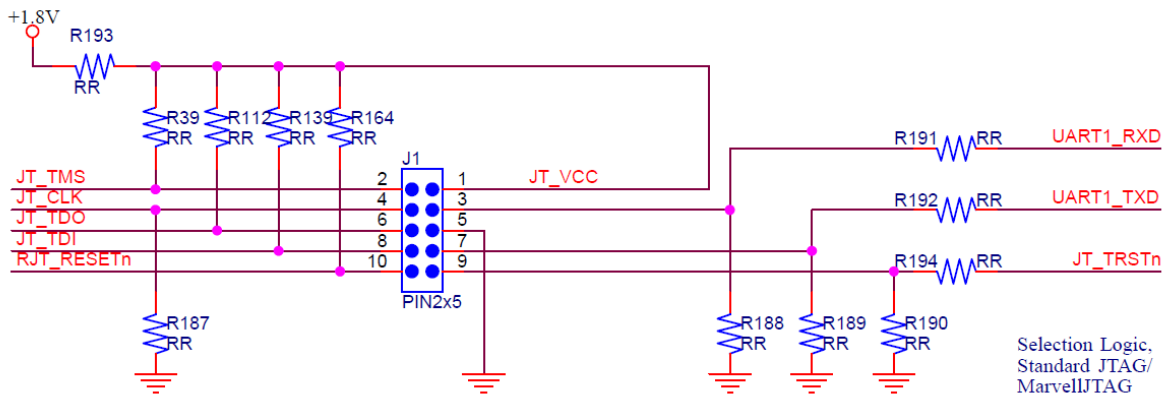 +1.8V
R193
RR
R39
RR
R112
RR
R139
RR
R164
RR
R191
RR
UART1_RXD
J1
JT_TMS
2
1
JT_VCC
JT_CLK
4
3
R192
RR
UART1_TXD
JT_TDO
6
5
JT_TDI
8
7
RJT_RESETn
10
9
R194
RR
JT_TRSTn
PIN2x5
R187
RR
R188
RR
R189
RR
R190
RR
Selection Logic,
Standard JTAG/
MarvellJTAG